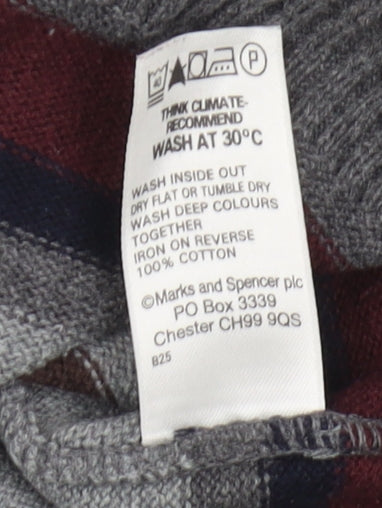 40 P
THINK CLIMATE-
RECOMMEND
WASH AT 30°C
WASH INSIDE OUT
DRY FLAT OR TUMBLE DRY
WASH DEEP COLOURS
TOGETHER
IRON ON REVERSE
100% COTTON
©Marks and Spencer plc
PO Box 3339
Chester CH99 9QS
B25